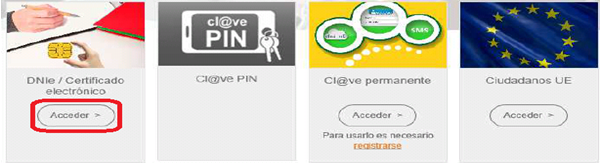 cl@ve
PIN
SMS
DNIe / Certificado
electrónico
Acceder >
Cl@ve PIN
Cl@ve permanente
Acceder >
Para usarlo es necesario
registrarse
Ciudadanos UE
Acceder >